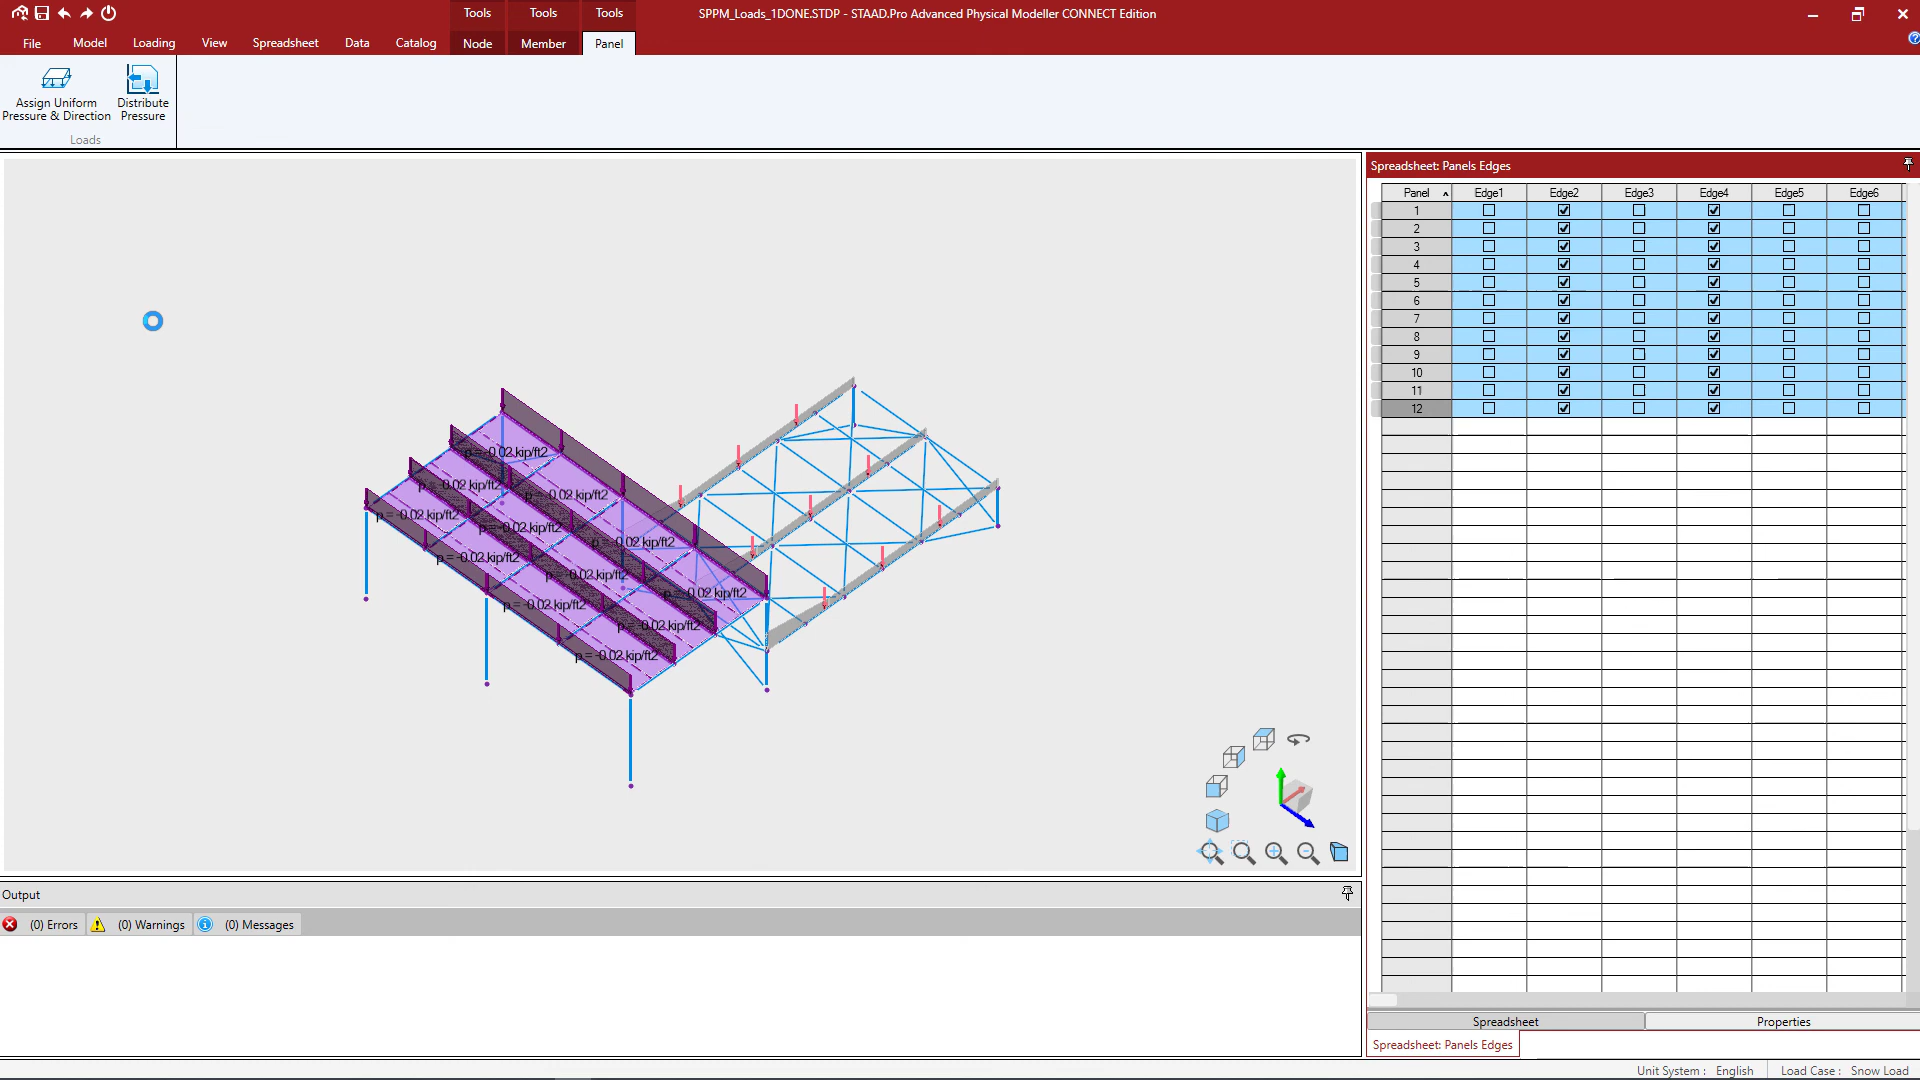 Tools
Tools
Tools
SPPM_Loads_1DONE.STDP - STAAD.Pro Advanced Physical Modeller CONNECT Edition
File
Model
Loading
View
Spreadsheet
Data
Catalog
Node
Member
Panel
Assign Uniform
Pressure & Direction
Distribute
Pressure
Loads
p = -0.02 kip/ft2
p = -0.02 kip/ft2
p = -0.02 kip/ft2
p = -0.02 kip/ft2
p = -0.02 kip/ft2
p = -0.02 kip/ft2
p = -0.02 kip/ft2
p = -0.02 kip/ft2
p = -0.02 kip/ft2
p = -0.02 kip/ft2
p = -0.02 kip/ft2
p = -0.02 kip/ft2
Spreadsheet: Panels Edges
Panel Edge1 Edge2 Edge3 Edge4 Edge5 Edge6
1
2
3
4
5
6
7
8
9
10
11
12
Output
(0) Errors
(0) Warnings
(0) Messages
Spreadsheet
Properties
Spreadsheet: Panels Edges
Unit System : English
Load Case : Snow Load